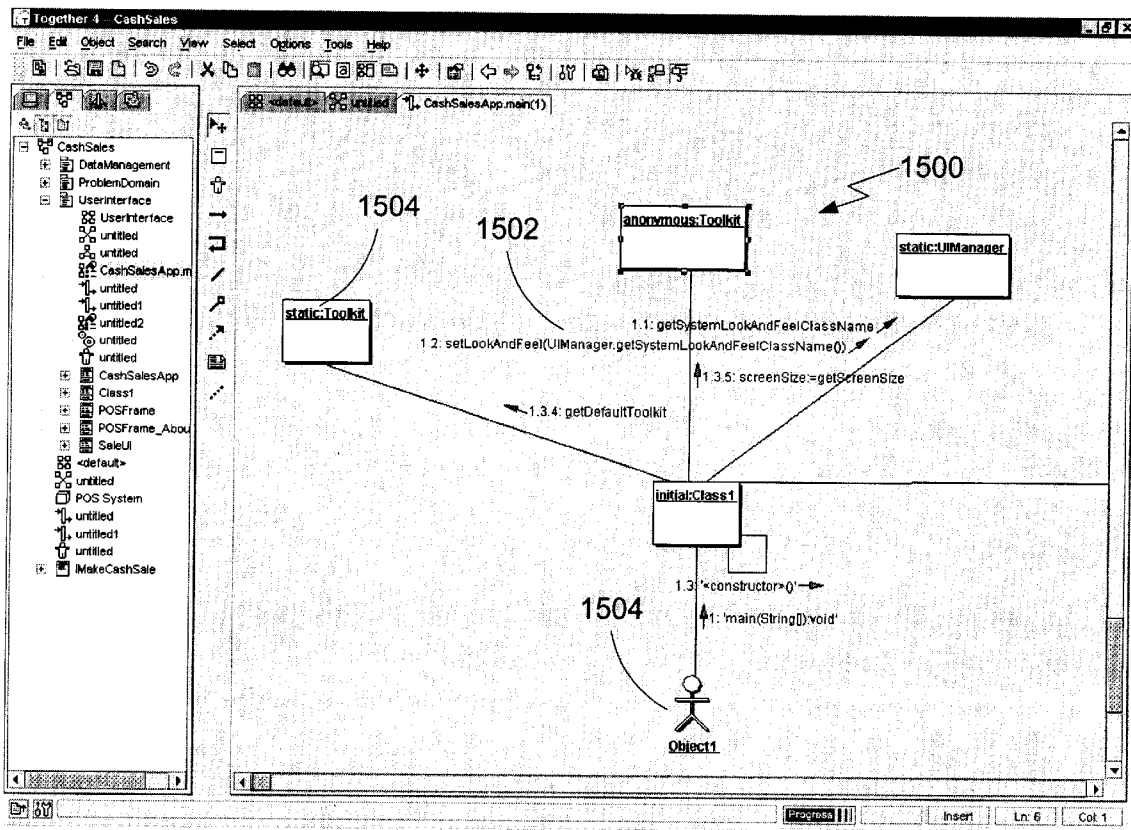 Together 4 – CashSales
File Edit Object Search View Select Options Tools Help
<default> untitled CashSalesApp.main(1)
CashSales
DataManagement
ProblemDomain
UserInterface
UserInterface
untitled
untitled
CashSalesApp.m
untitled
untitled1
untitled2
untitled
untitled
CashSalesApp
Class1
POSFrame
POSFrame_Abou
SaleUI
<default>
untitled
POS System
untitled
untitled1
untitled
IMakeCashSale
1500
1504
1502
anonymous:Toolkit
static:UIManager
static:Toolkit
1.1: getSystemLookAndFeelClassName
1.2: setLookAndFeel(UIManager.getSystemLookAndFeelClassName())
1.3.5: screenSize:=getScreenSize
1.3.4: getDefaultToolkit
initial:Class1
1.3: '<constructor>()'
1504
1: 'main(String[]):void'
Object1
Progress Insert Ln: 6 Col: 1